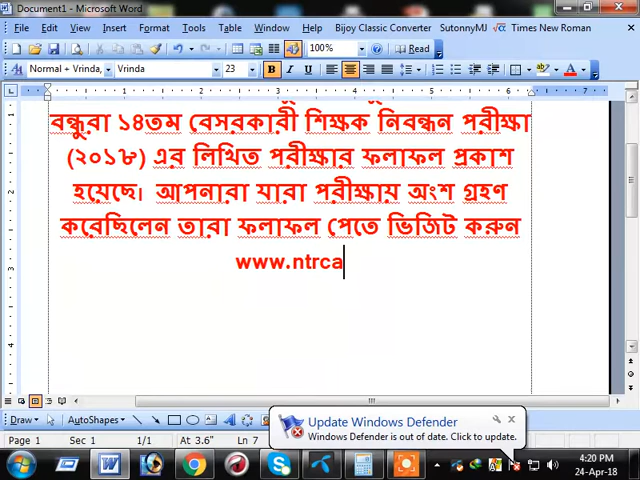 Document1 - Microsoft Word
File Edit View Insert Format Tools Table Window Help Bijoy Classic Converter SutonnyMJ Times New Roman
100% Read
Normal + Vrinda, Vrinda 23 B I U
বন্ধুরা ১৪তম বেসরকারী শিক্ষক নিবন্ধন পরীক্ষা
(২০১৮) এর লিখিত পরীক্ষার ফলাফল প্রকাশ
হয়েছে। আপনারা যারা পরীক্ষায় অংশ গ্রহণ
করেছিলেন তারা ফলাফল পেতে ভিজিট করুন
www.ntrca
Update Windows Defender
Windows Defender is out of date. Click to update.
Draw AutoShapes
Page 1 Sec 1 1/1 At 3.6" Ln 7
4:20 PM
24-Apr-18